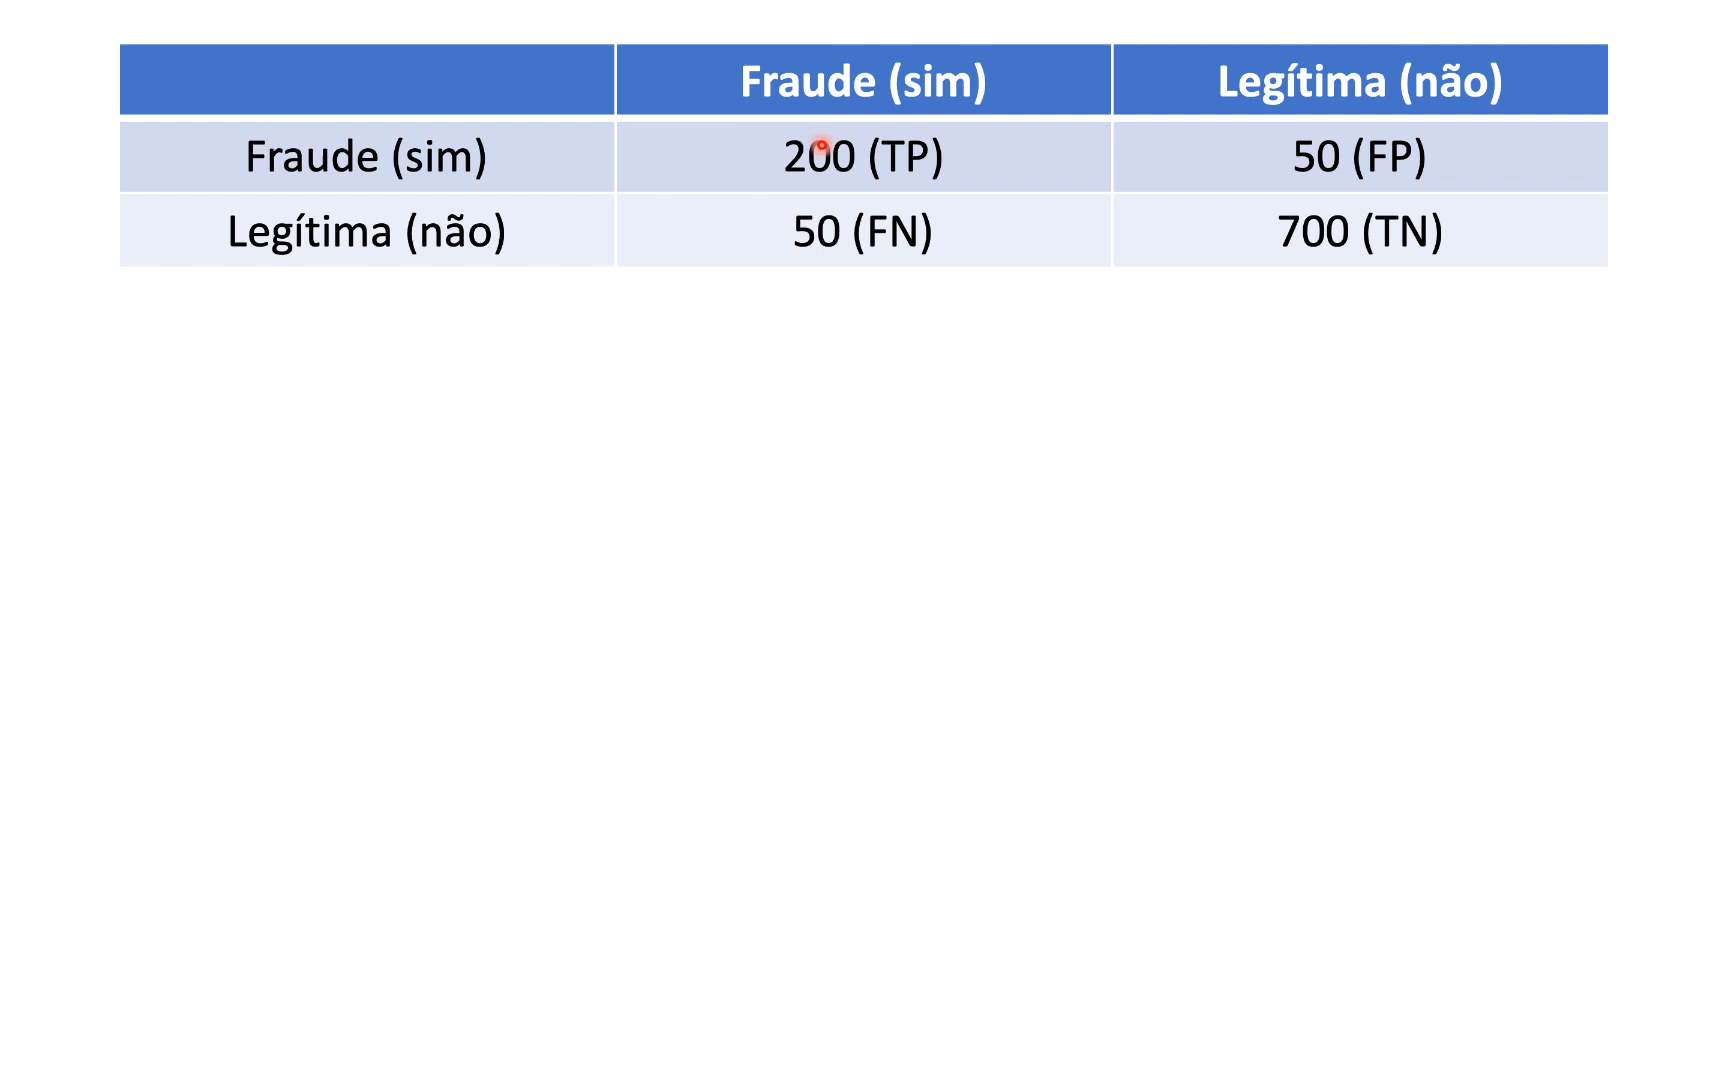 Fraude (sim) Legítima (não)
Fraude (sim) 200 (TP) 50 (FP)
Legítima (não) 50 (FN) 700 (TN)